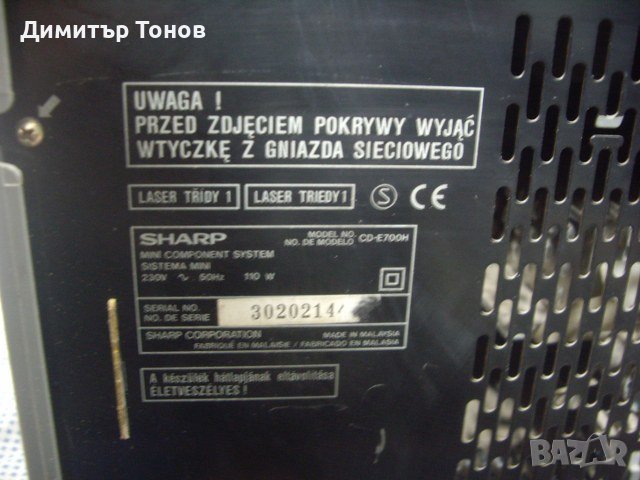 Димитър Тонов
UWAGA !
PRZED ZDJĘCIEM POKRYWY WYJĄĆ
WTYCZKĘ Z GNIAZDA SIECIOWEGO
LASER TŘÍDY 1 LASER TRIEDY 1 S CE
SHARP MODEL NO. CD-E700H
NO. DE MODELO
MINI COMPONENT SYSTEM
SISTEMA MINI
230V ∿ 50Hz 110 W
SERIAL NO.
NO. DE SERIE 3020214
SHARP CORPORATION MADE IN MALAYSIA
FABRIQUÉ EN MALAISIE / FABRICADO EN MALASIA
A készülék hátlapjának eltávolítása
ÉLETVESZÉLYES !
BAZAR